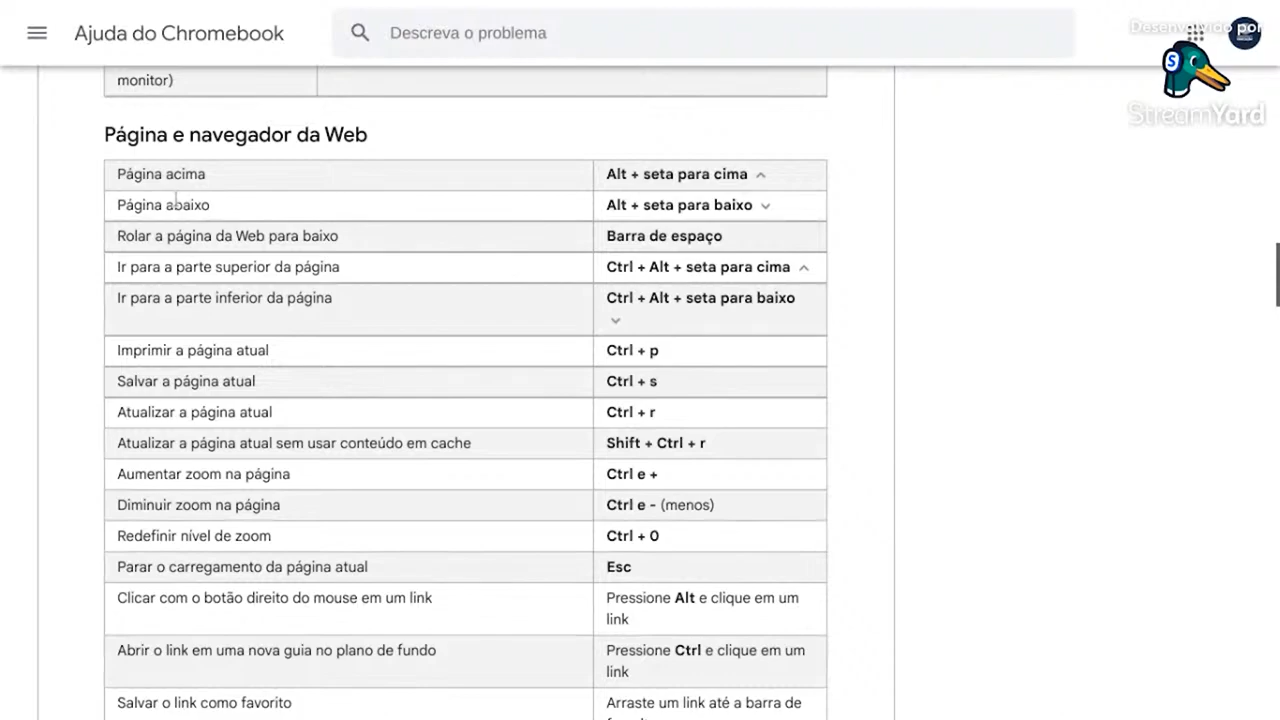 Ajuda do Chromebook
Descreva o problema
Desenvolvido por
StreamYard
monitor)
Página e navegador da Web
Página acima Alt + seta para cima
Página abaixo Alt + seta para baixo
Rolar a página da Web para baixo Barra de espaço
Ir para a parte superior da página Ctrl + Alt + seta para cima
Ir para a parte inferior da página Ctrl + Alt + seta para baixo
Imprimir a página atual Ctrl + p
Salvar a página atual Ctrl + s
Atualizar a página atual Ctrl + r
Atualizar a página atual sem usar conteúdo em cache Shift + Ctrl + r
Aumentar zoom na página Ctrl e +
Diminuir zoom na página Ctrl e - (menos)
Redefinir nível de zoom Ctrl + 0
Parar o carregamento da página atual Esc
Clicar com o botão direito do mouse em um link Pressione Alt e clique em um
link
Abrir o link em uma nova guia no plano de fundo Pressione Ctrl e clique em um
link
Salvar o link como favorito Arraste um link até a barra de